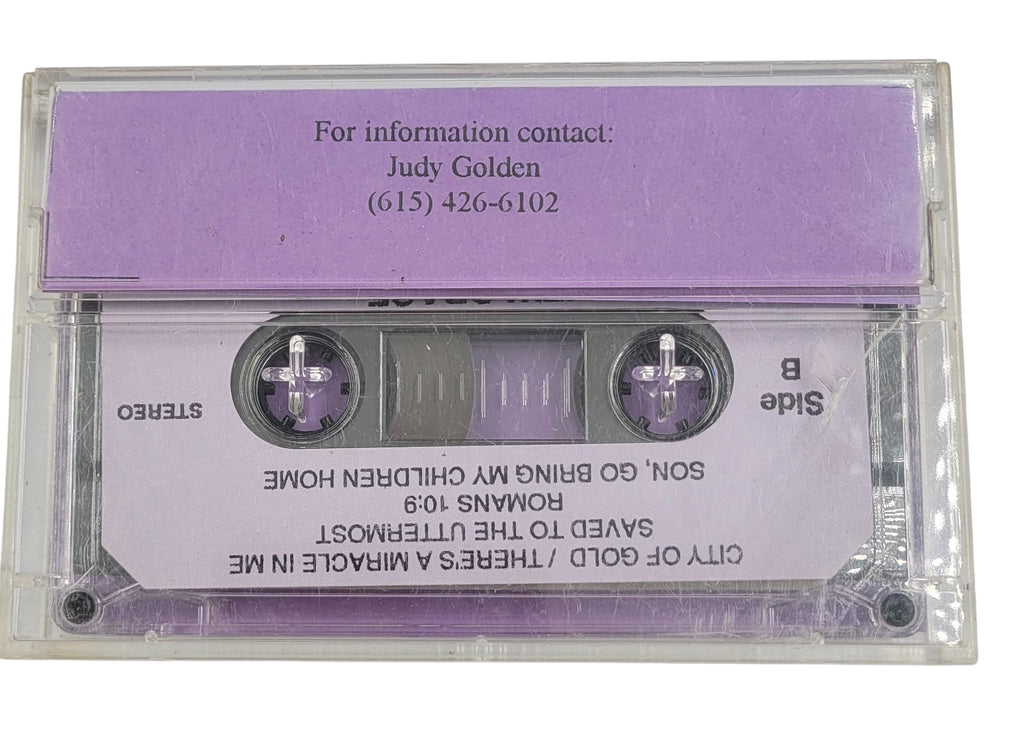 For information contact:
Judy Golden
(615) 426-6102
Side
B
STEREO
CITY OF GOLD / THERE'S A MIRACLE IN ME
SAVED TO THE UTTERMOST
ROMANS 10:9
SON, GO BRING MY CHILDREN HOME